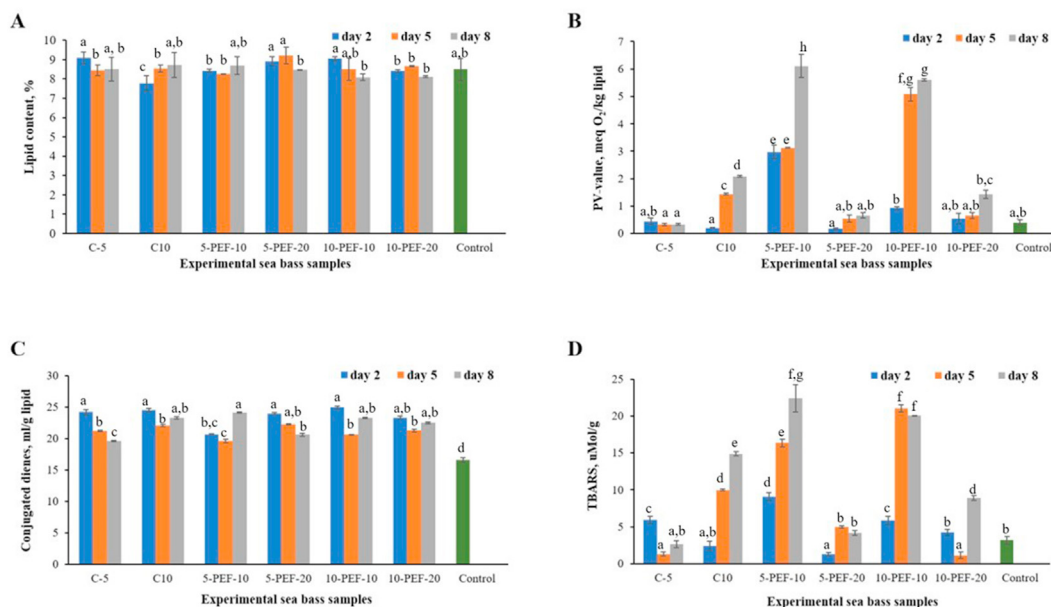 A
day 2 day 5 day 8
10
9
8
7
6
5
4
3
2
1
0
Lipid content, %
a b a, b
c b a,b
b b a,b
a a b
a a,b b
b b b
a,b
C-5 C10 5-PEF-10 5-PEF-20 10-PEF-10 10-PEF-20 Control
Experimental sea bass samples
B
day 2 day 5 day 8
7
6
5
4
3
2
1
0
PV-value, meq O₂/kg lipid
a,b a a
a c d
e e h
a a,b a,b
b f,g g
a,b a,b b,c
a,b
C-5 C10 5-PEF-10 5-PEF-20 10-PEF-10 10-PEF-20 Control
Experimental sea bass samples
C
day 2 day 5 day 8
30
25
20
15
10
5
0
Conjugated dienes, ml/g lipid
a b c
a b a,b
b,c c a
a a,b b
a b a,b
a,b b a,b
d
C-5 C10 5-PEF-10 5-PEF-20 10-PEF-10 10-PEF-20 Control
Experimental sea bass samples
D
day 2 day 5 day 8
25
20
15
10
5
0
TBARS, uMol/g
c a a,b
a,b d e
d e f,g
a b b
c f f
b a d
b
C-5 C10 5-PEF-10 5-PEF-20 10-PEF-10 10-PEF-20 Control
Experimental sea bass samples